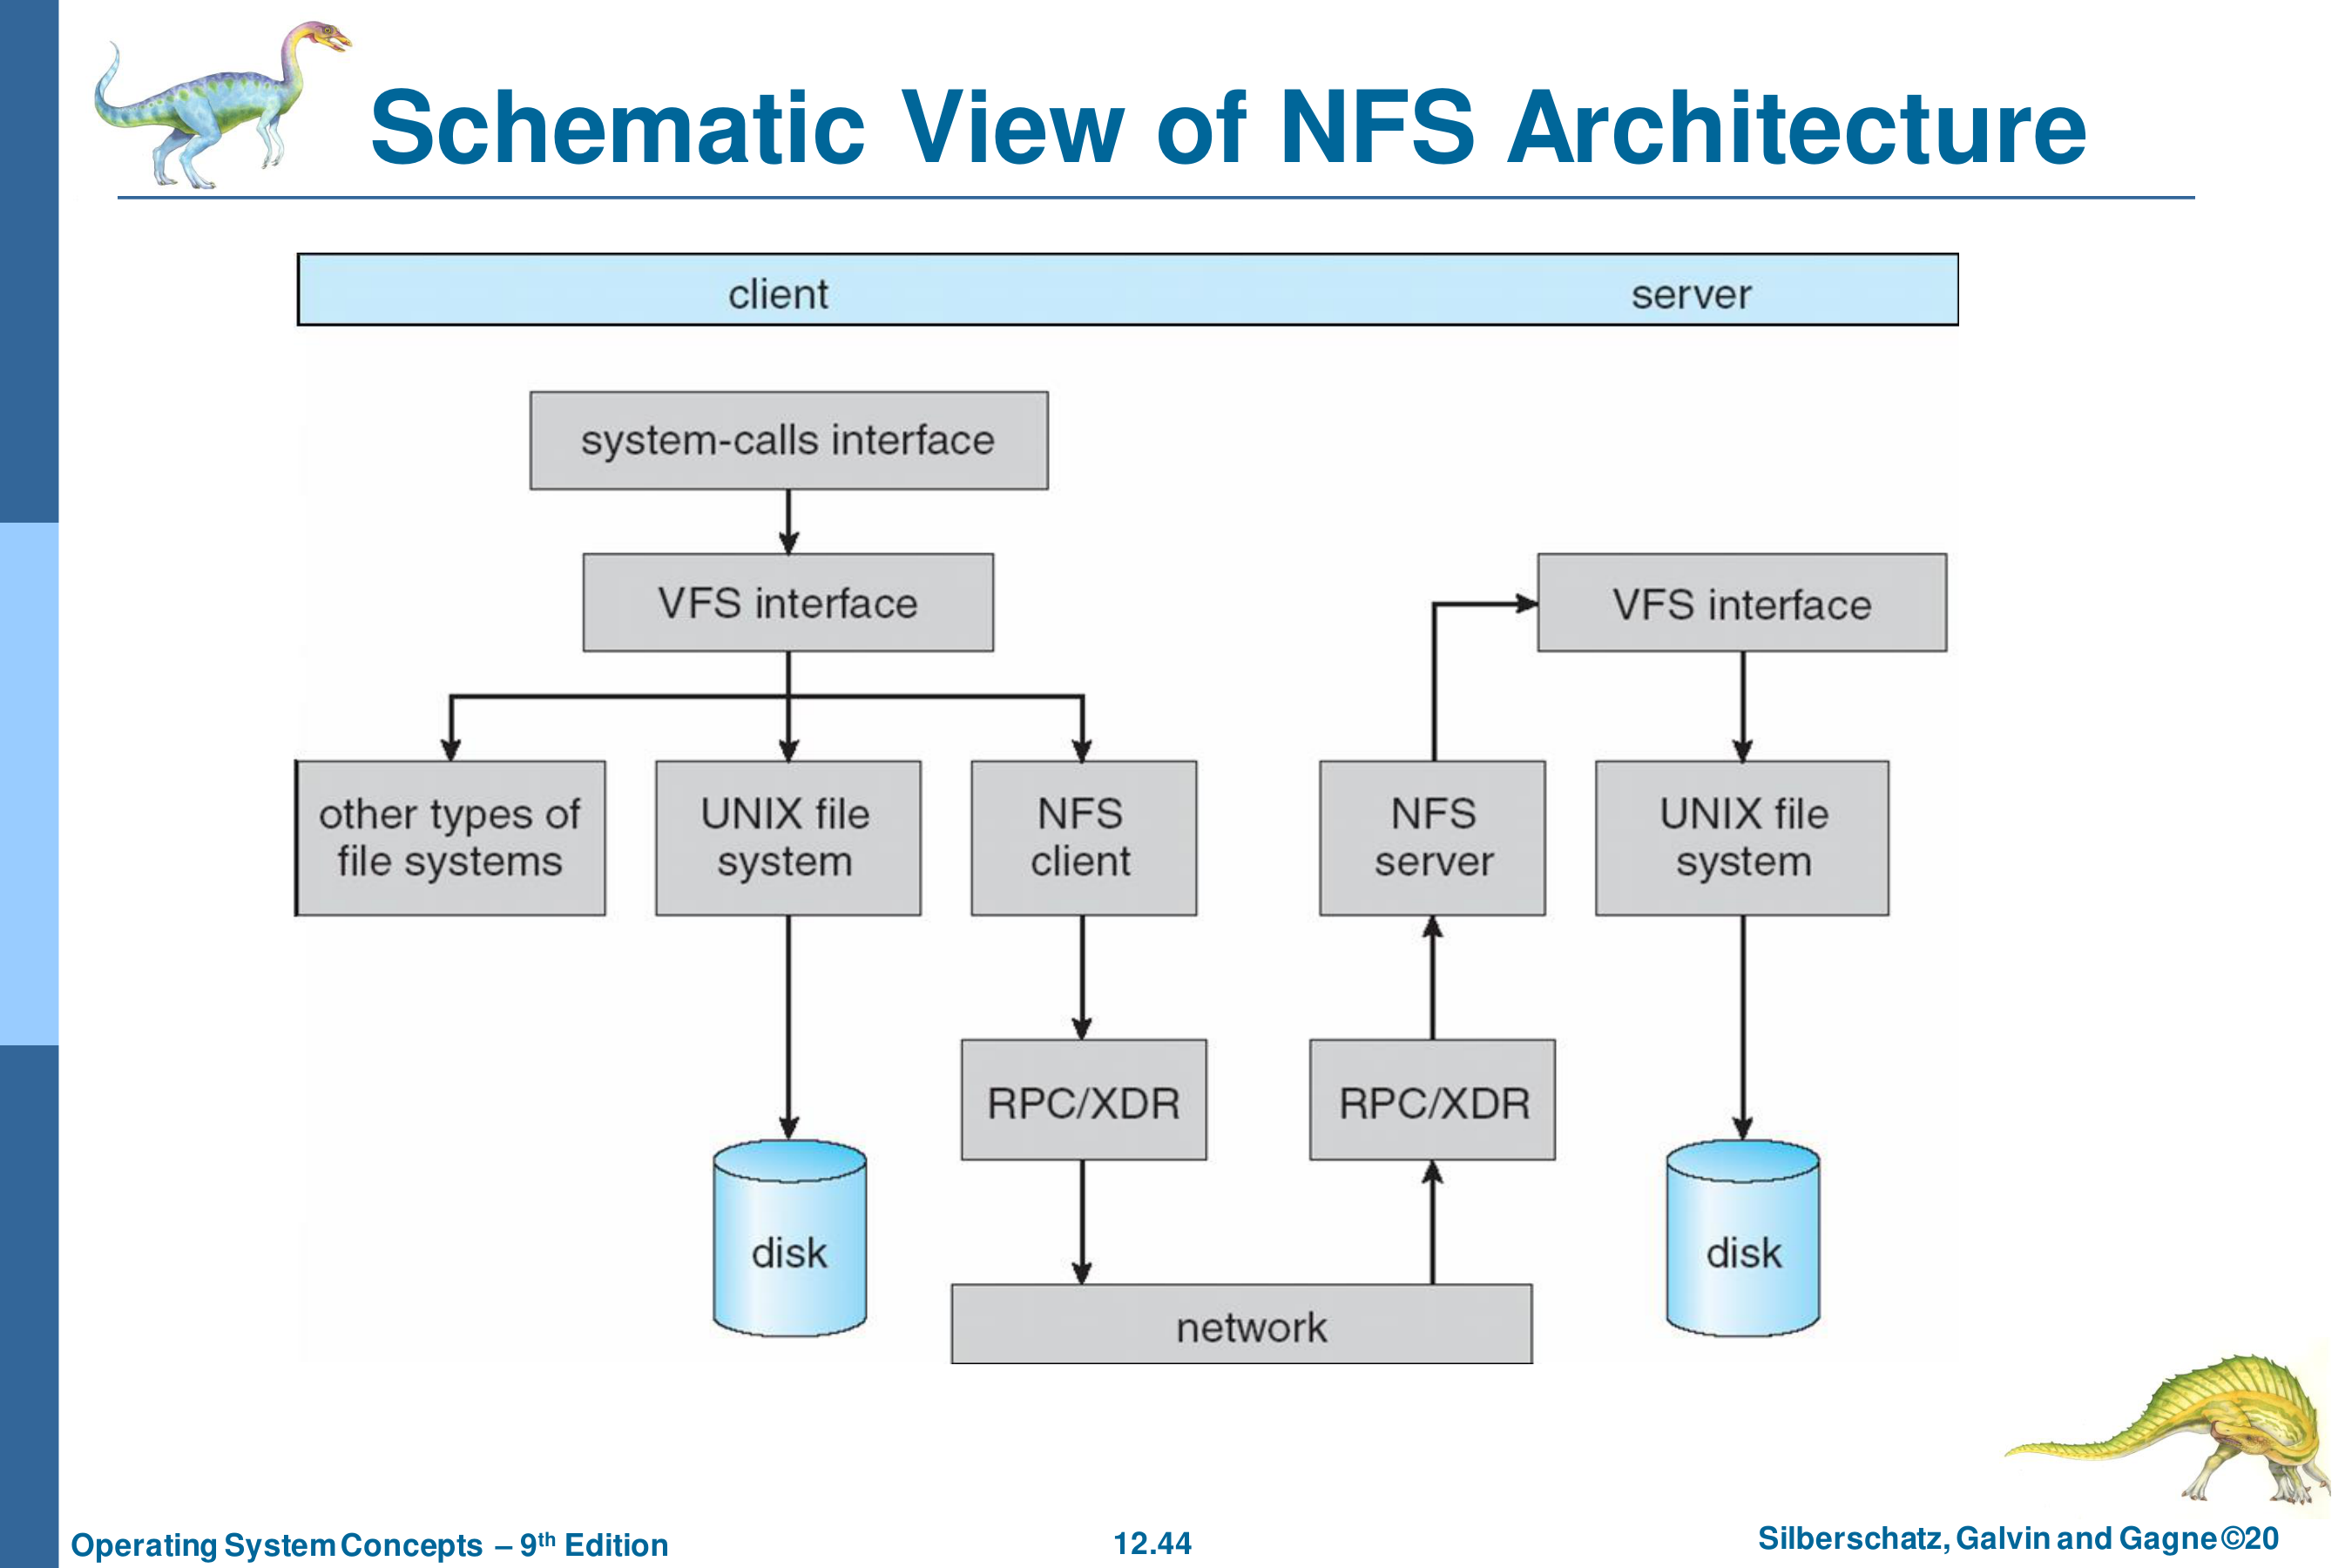 Schematic View of NFS Architecture
client
server
system-calls interface
VFS interface
VFS interface
other types of
file systems
UNIX file
system
NFS
client
NFS
server
UNIX file
system
RPC/XDR
RPC/XDR
disk
disk
network
Operating System Concepts – 9th Edition
12.44
Silberschatz, Galvin and Gagne ©20